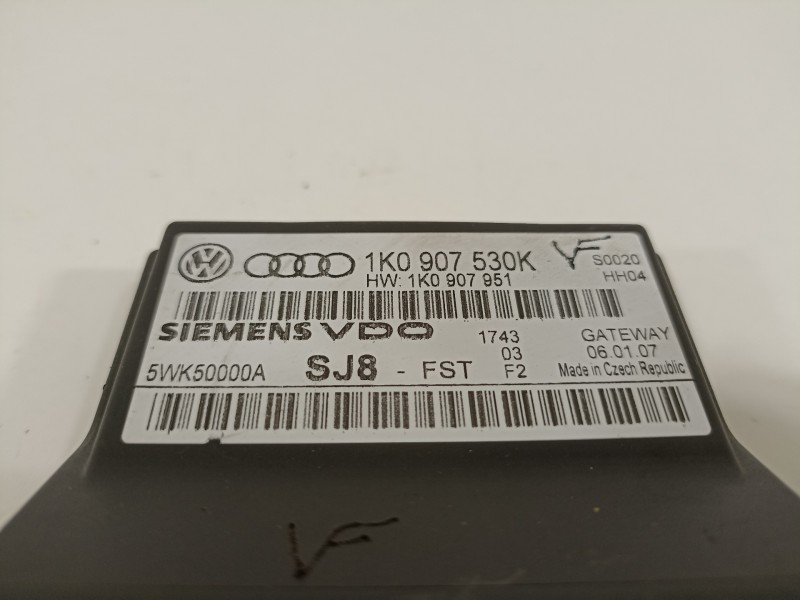 1K0 907 530K VF S0020
HW: 1K0 907 951 HH04
SIEMENS VDO 1743 GATEWAY
03 06.01.07
5WK50000A SJ8 - FST F2 Made in Czech Republic
VF